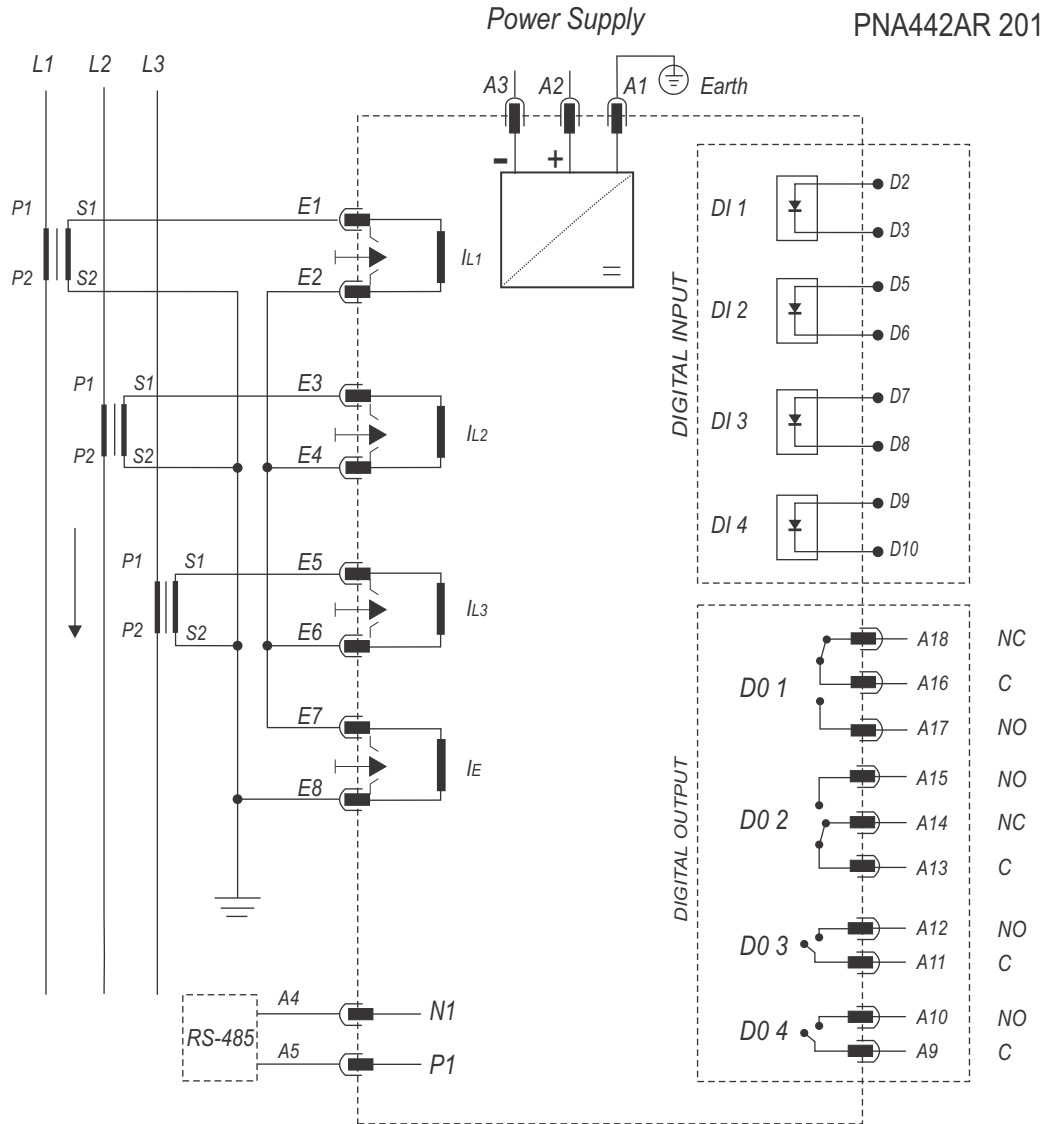 Power Supply
PNA442AR 201
L1 L2 L3
A3 A2 A1 Earth
- +
P1 S1 E1
IL1
P2 S2 E2
P1 S1 E3
IL2
P2 S2 E4
P1 S1 E5
IL3
P2 S2 E6
E7
IE
E8
RS-485
A4 N1
A5 P1
DIGITAL INPUT
DI 1
D2
D3
DI 2
D5
D6
DI 3
D7
D8
DI 4
D9
D10
DIGITAL OUTPUT
D0 1
A18 NC
A16 C
A17 NO
D0 2
A15 NO
A14 NC
A13 C
D0 3
A12 NO
A11 C
D0 4
A10 NO
A9 C